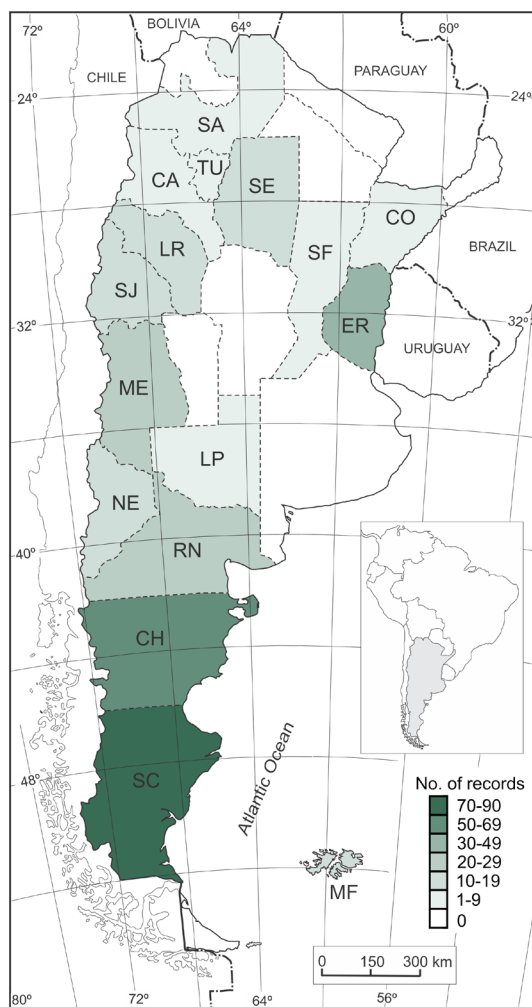 72º
BOLIVIA
64º
60º
CHILE
PARAGUAY
24º
24º
SA
TU
CA
SE
CO
LR
SF
BRAZIL
SJ
ER
32º
32º
URUGUAY
ME
LP
NE
RN
40º
CH
Atlantic Ocean
SC
48º
No. of records
70-90
50-69
30-49
20-29
10-19
1-9
0
MF
0 150 300 km
80º
72º
64º
56º